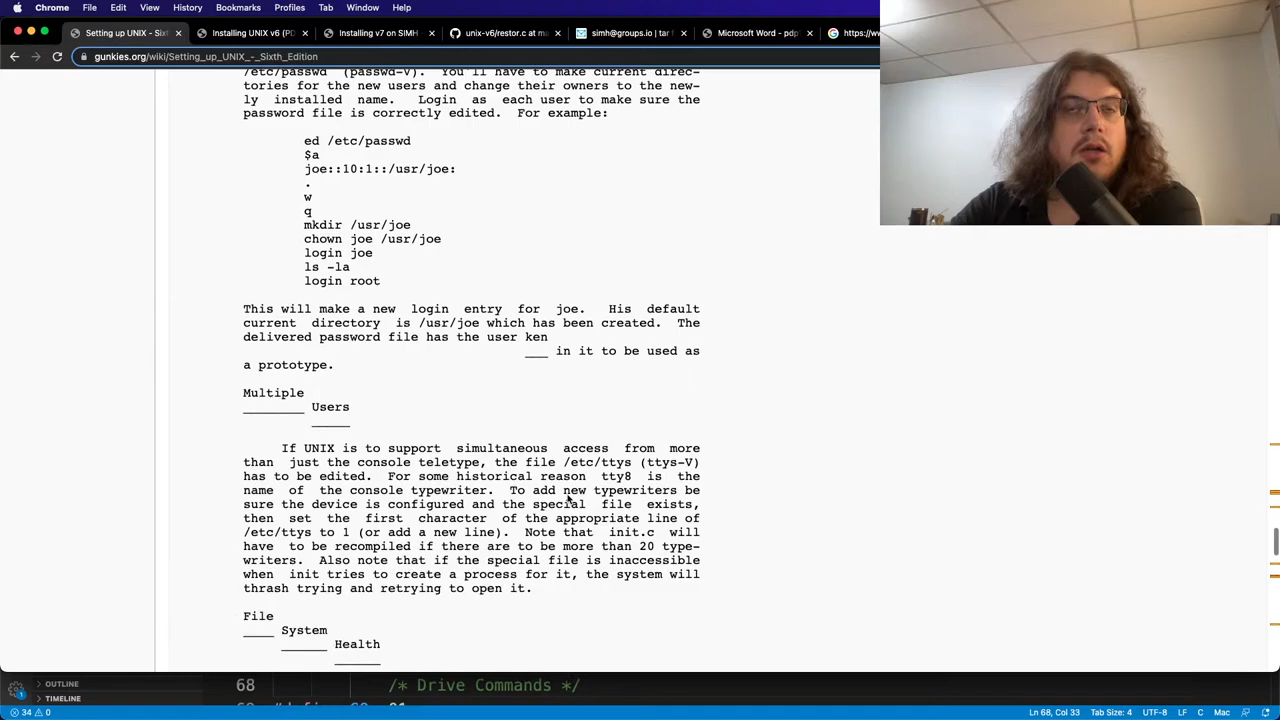 Chrome File Edit View History Bookmarks Profiles Tab Window Help
Setting up UNIX - Sixt
Installing UNIX v6 (PD
Installing v7 on SIMH
unix-v6/restor.c at ma
simh@groups.io | tar f
Microsoft Word - pdp1
https://ww
gunkies.org/wiki/Setting_up_UNIX_-_Sixth_Edition
/etc/passwd (passwd-V). You'll have to make current direc-
tories for the new users and change their owners to the new-
ly installed name. Login as each user to make sure the
password file is correctly edited. For example:
ed /etc/passwd
$a
joe::10:1::/usr/joe:
.
w
q
mkdir /usr/joe
chown joe /usr/joe
login joe
ls -la
login root
This will make a new login entry for joe. His default
current directory is /usr/joe which has been created. The
delivered password file has the user ken
___ in it to be used as
a prototype.
Multiple
________ Users
_____
If UNIX is to support simultaneous access from more
than just the console teletype, the file /etc/ttys (ttys-V)
has to be edited. For some historical reason tty8 is the
name of the console typewriter. To add new typewriters be
sure the device is configured and the special file exists,
then set the first character of the appropriate line of
/etc/ttys to 1 (or add a new line). Note that init.c will
have to be recompiled if there are to be more than 20 type-
writers. Also note that if the special file is inaccessible
when init tries to create a process for it, the system will
thrash trying and retrying to open it.
File
____ System
______ Health
______
OUTLINE
TIMELINE
68 /* Drive Commands */
34 0 Ln 68, Col 33 Tab Size: 4 UTF-8 LF C Mac